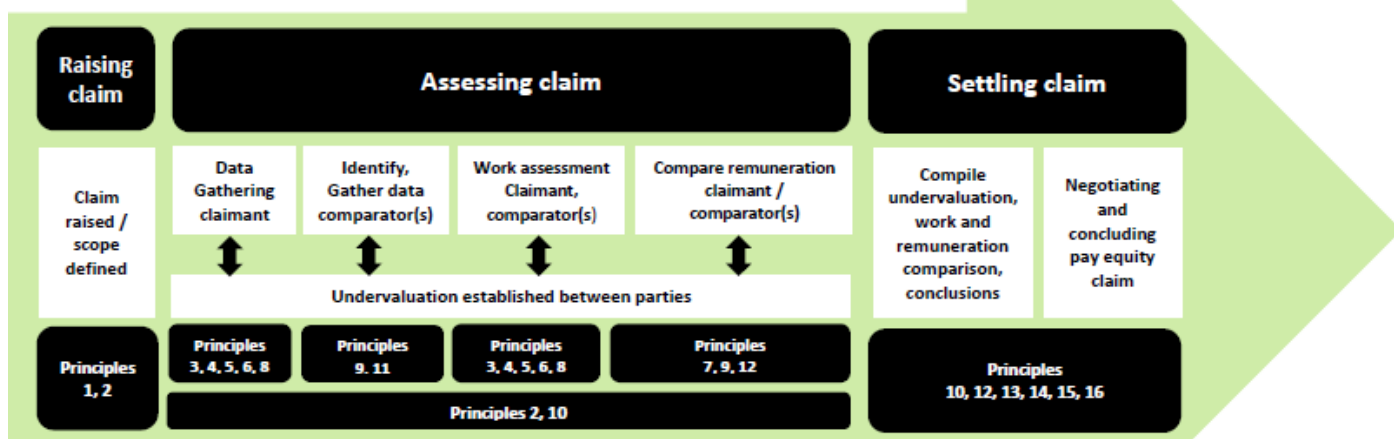 Raising
claim
Assessing claim
Settling claim
Claim
raised /
scope
defined
Data
Gathering
claimant
Identify,
Gather data
comparator(s)
Work assessment
Claimant,
comparator(s)
Compare remuneration
claimant /
comparator(s)
Compile
undervaluation,
work and
remuneration
comparison,
conclusions
Negotiating
and
concluding
pay equity
claim
Undervaluation established between parties
Principles
1, 2
Principles
3, 4, 5, 6, 8
Principles
9. 11
Principles
3, 4, 5, 6, 8
Principles
7, 9, 12
Principles 2, 10
Principles
10, 12, 13, 14, 15, 16